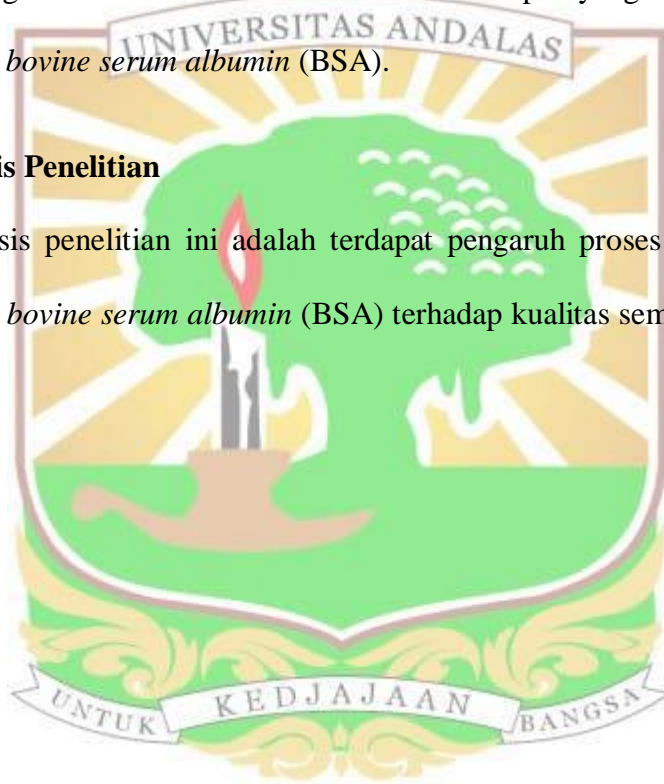 UNIVERSITAS ANDALAS
bovine serum albumin (BSA).
is Penelitian
sis penelitian ini adalah terdapat pengaruh proses
bovine serum albumin (BSA) terhadap kualitas sem
UNTUK KEDJAJAAN BANGSA